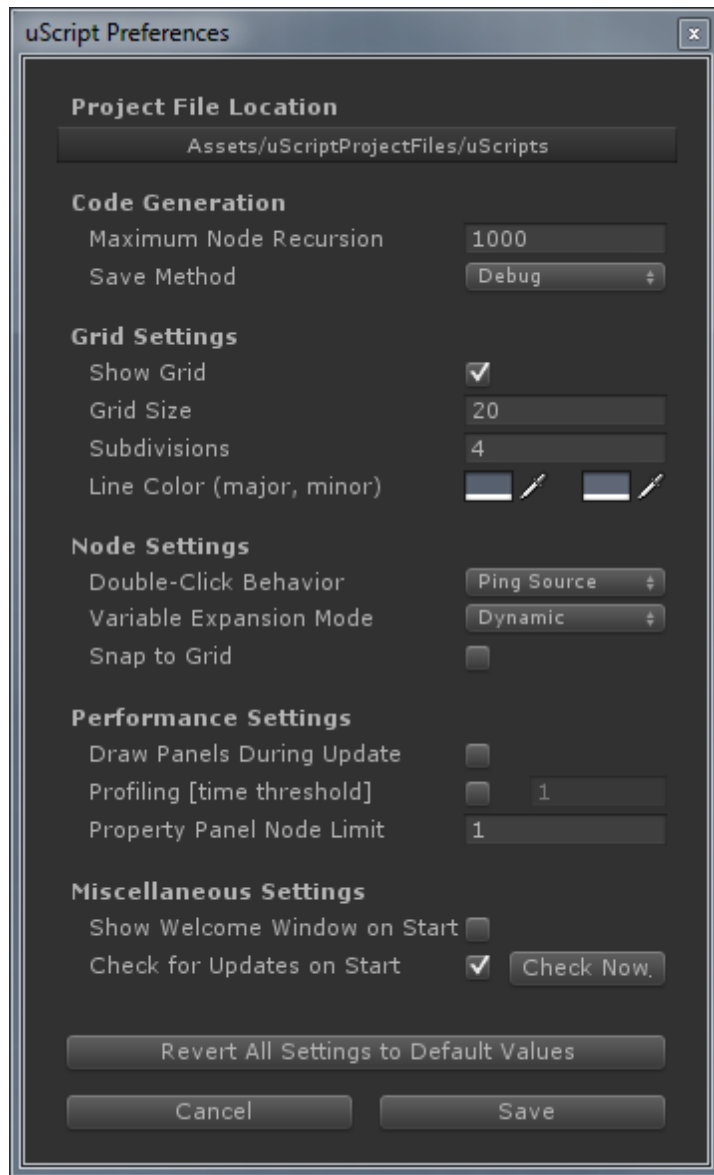 uScript Preferences
x
Project File Location
Assets/uScriptProjectFiles/uScripts
Code Generation
Maximum Node Recursion 1000
Save Method Debug
Grid Settings
Show Grid
Grid Size 20
Subdivisions 4
Line Color (major, minor)
Node Settings
Double-Click Behavior Ping Source
Variable Expansion Mode Dynamic
Snap to Grid
Performance Settings
Draw Panels During Update
Profiling [time threshold] 1
Property Panel Node Limit 1
Miscellaneous Settings
Show Welcome Window on Start
Check for Updates on Start Check Now.
Revert All Settings to Default Values
Cancel Save